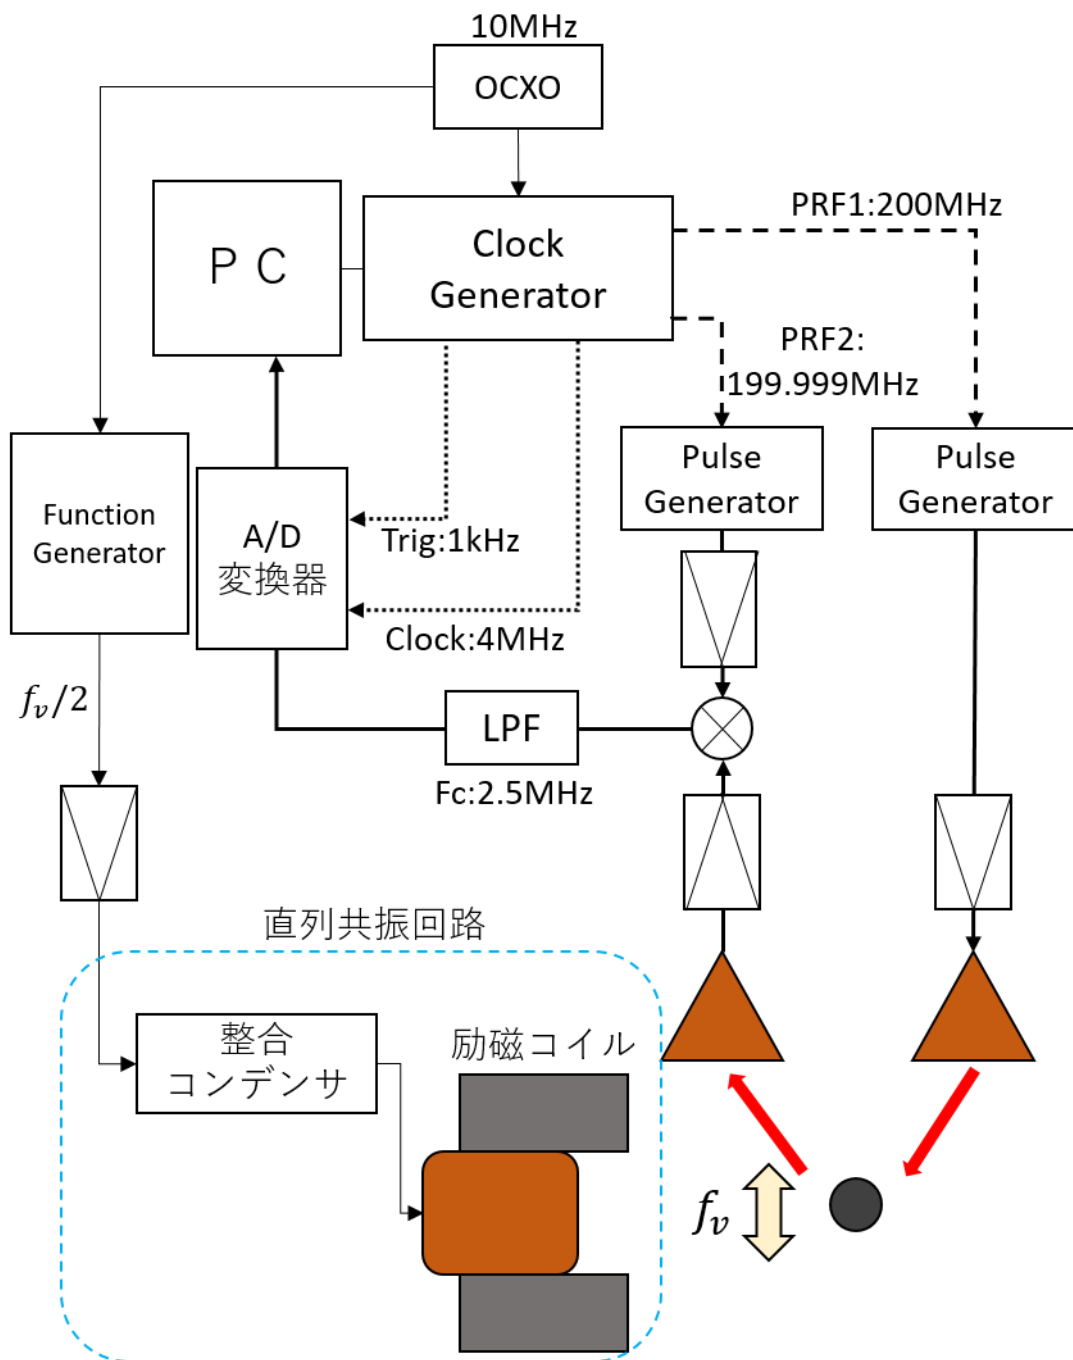 10MHz
OCXO
PRF1:200MHz
ＰＣ
Clock
Generator
PRF2:
199.999MHz
Pulse
Generator
Pulse
Generator
Function
Generator
A/D
変換器
Trig:1kHz
Clock:4MHz
fᵥ/2
LPF
Fc:2.5MHz
直列共振回路
整合
コンデンサ
励磁コイル
fᵥ